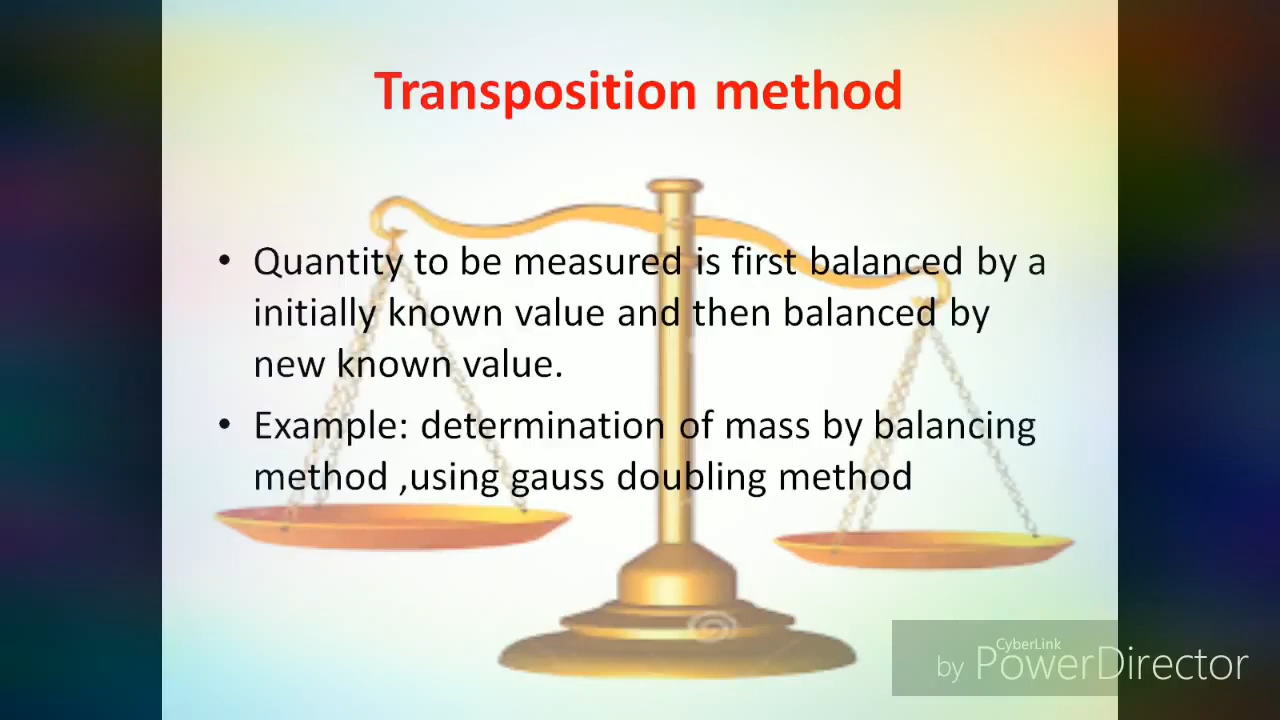 Transposition method
• Quantity to be measured is first balanced by a
initially known value and then balanced by
new known value.
• Example: determination of mass by balancing
method ,using gauss doubling method
CyberLink
by PowerDirector